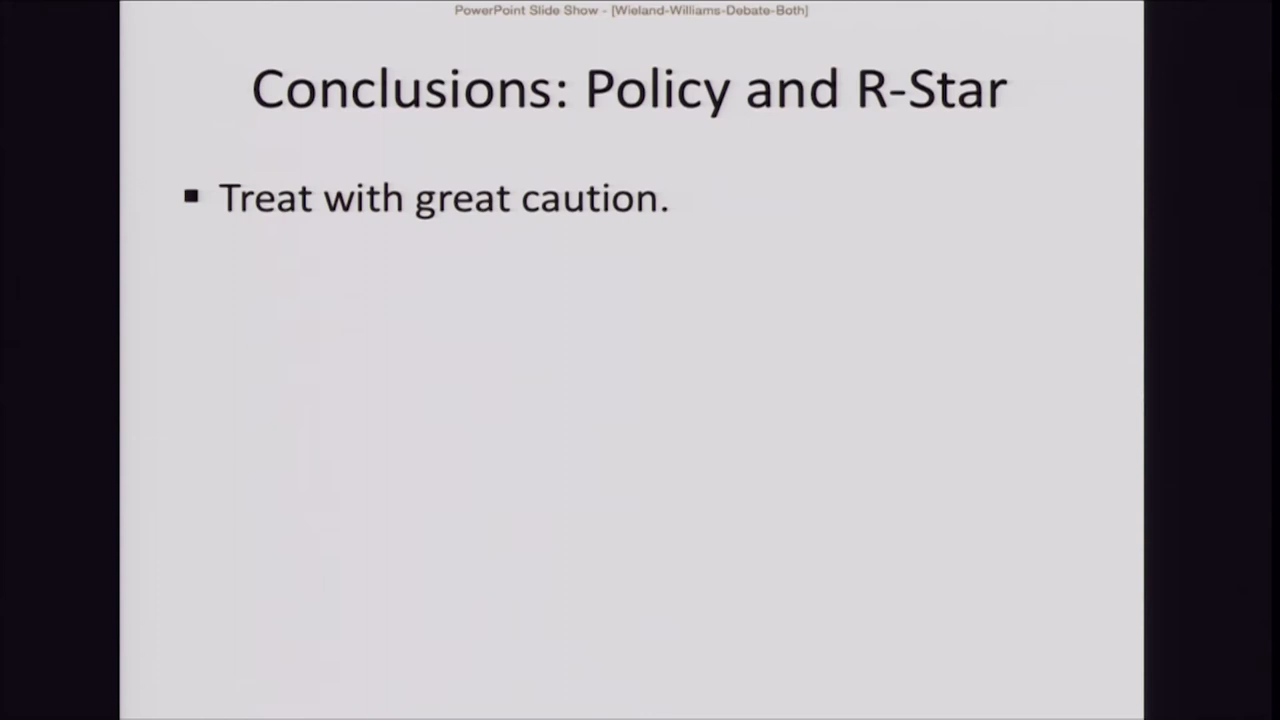 PowerPoint Slide Show - [Wieland-Williams-Debate-Both]
Conclusions: Policy and R-Star
▪ Treat with great caution.